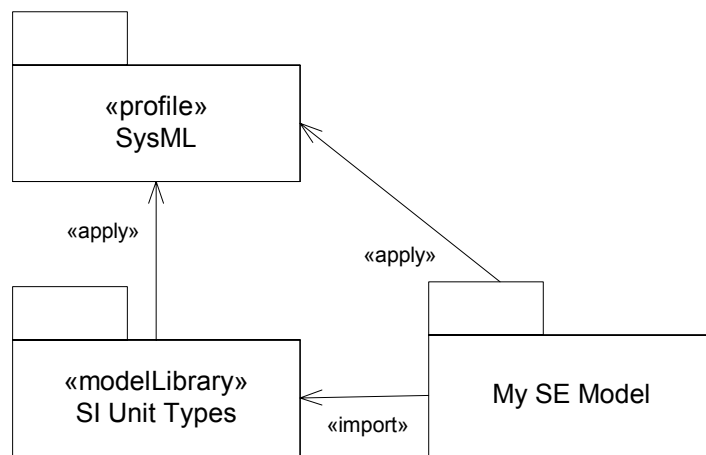 «profile»
SysML
«apply»
«apply»
«modelLibrary»
SI Unit Types
My SE Model
«import»